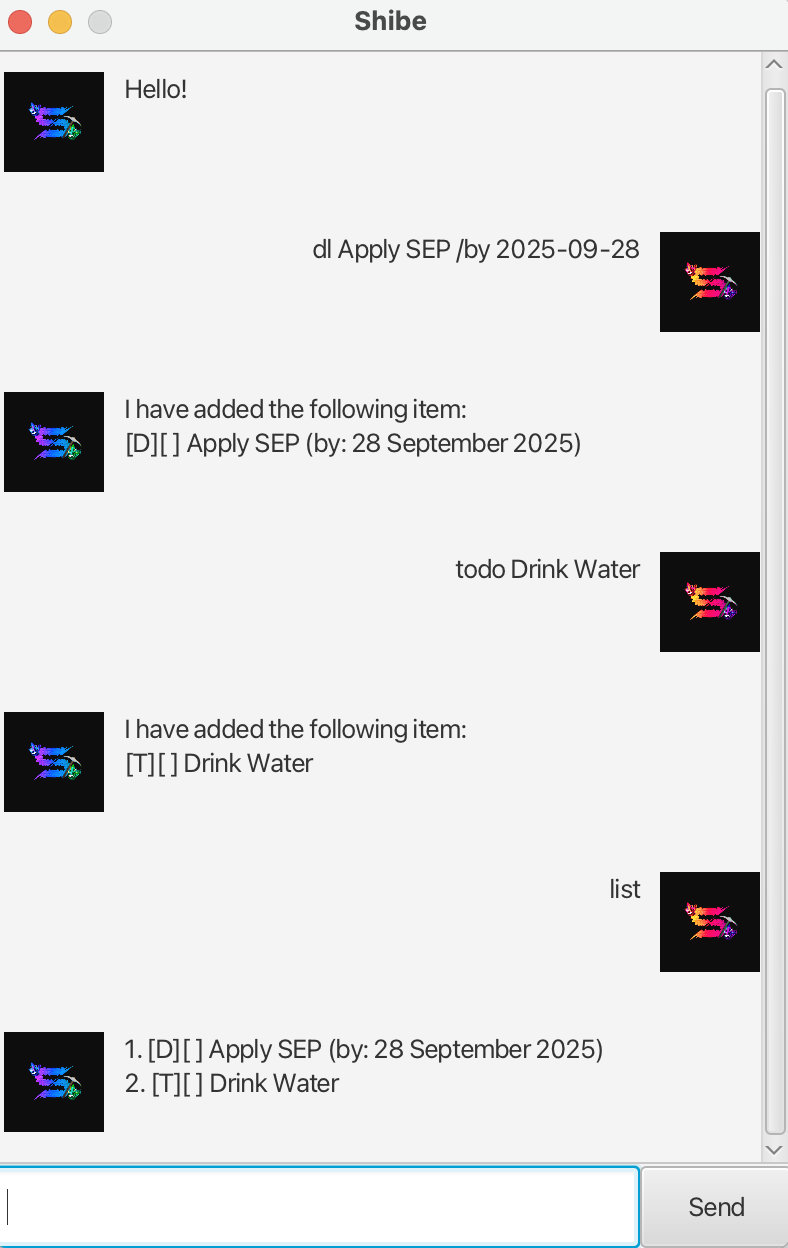 Shibe
Hello!
dl Apply SEP /by 2025-09-28
I have added the following item:
[D][ ] Apply SEP (by: 28 September 2025)
todo Drink Water
I have added the following item:
[T][ ] Drink Water
list
1. [D][ ] Apply SEP (by: 28 September 2025)
2. [T][ ] Drink Water
Send